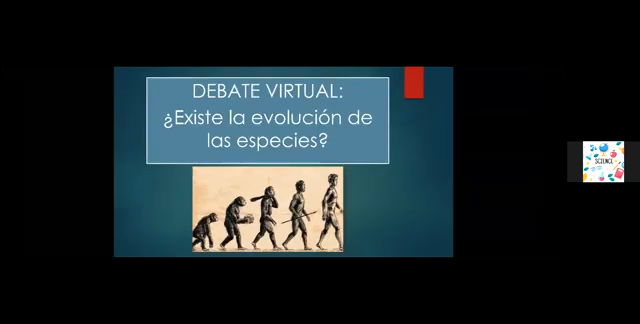 DEBATE VIRTUAL:
¿Existe la evolución de
las especies?
SCIENCE